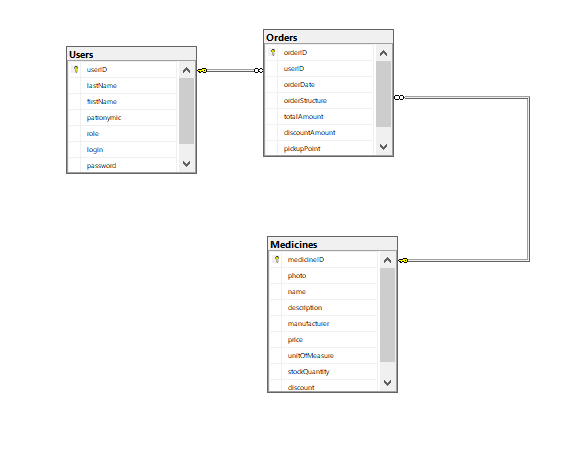 Users
userID
lastName
firstName
patronymic
role
login
password
Orders
orderID
userID
orderDate
orderStructure
totalAmount
discountAmount
pickupPoint
Medicines
medicineID
photo
name
description
manufacturer
price
unitOfMeasure
stockQuantity
discount